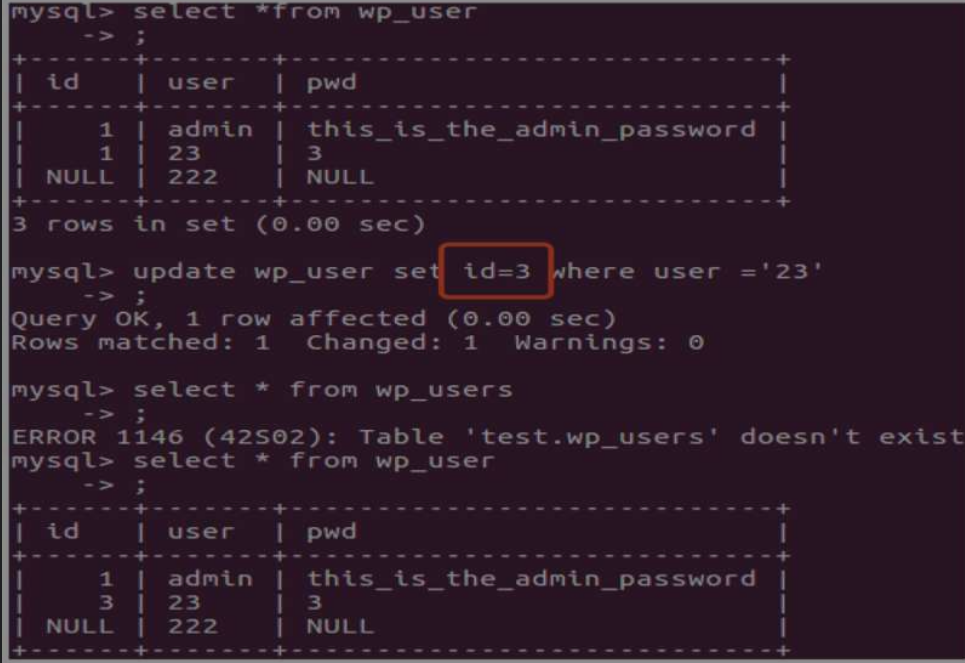 mysql> select *from wp_user
-> ;
+------+-------+----------------------------+
| id | user | pwd |
+------+-------+----------------------------+
| 1 | admin | this_is_the_admin_password |
| 1 | 23 | 3 |
| NULL | 222 | NULL |
+------+-------+----------------------------+
3 rows in set (0.00 sec)
mysql> update wp_user set id=3 where user ='23'
-> ;
Query OK, 1 row affected (0.00 sec)
Rows matched: 1 Changed: 1 Warnings: 0
mysql> select * from wp_users
-> ;
ERROR 1146 (42S02): Table 'test.wp_users' doesn't exist
mysql> select * from wp_user
-> ;
+------+-------+----------------------------+
| id | user | pwd |
+------+-------+----------------------------+
| 1 | admin | this_is_the_admin_password |
| 3 | 23 | 3 |
| NULL | 222 | NULL |
+------+-------+----------------------------+